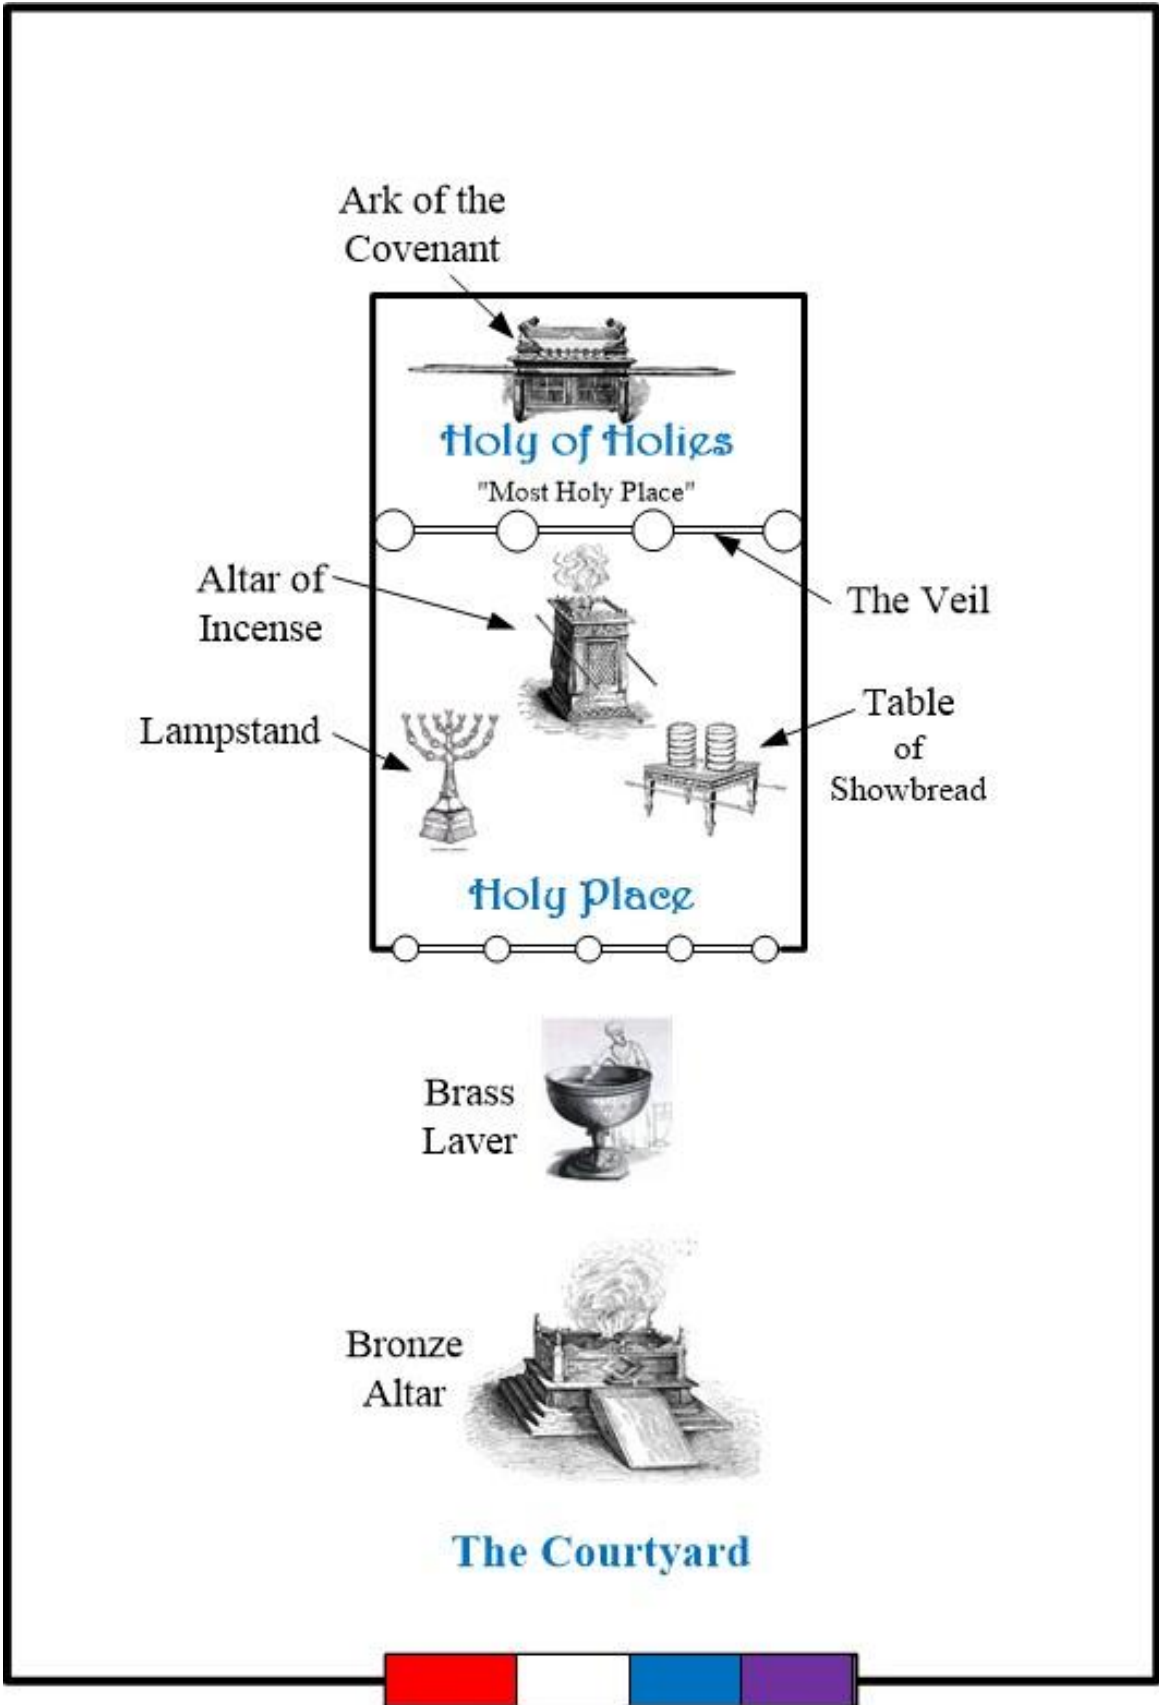 Ark of the
Covenant
Holy of Holies
"Most Holy Place"
Altar of
Incense
The Veil
Lampstand
Table
of
Showbread
Holy Place
Brass
Laver
Bronze
Altar
The Courtyard